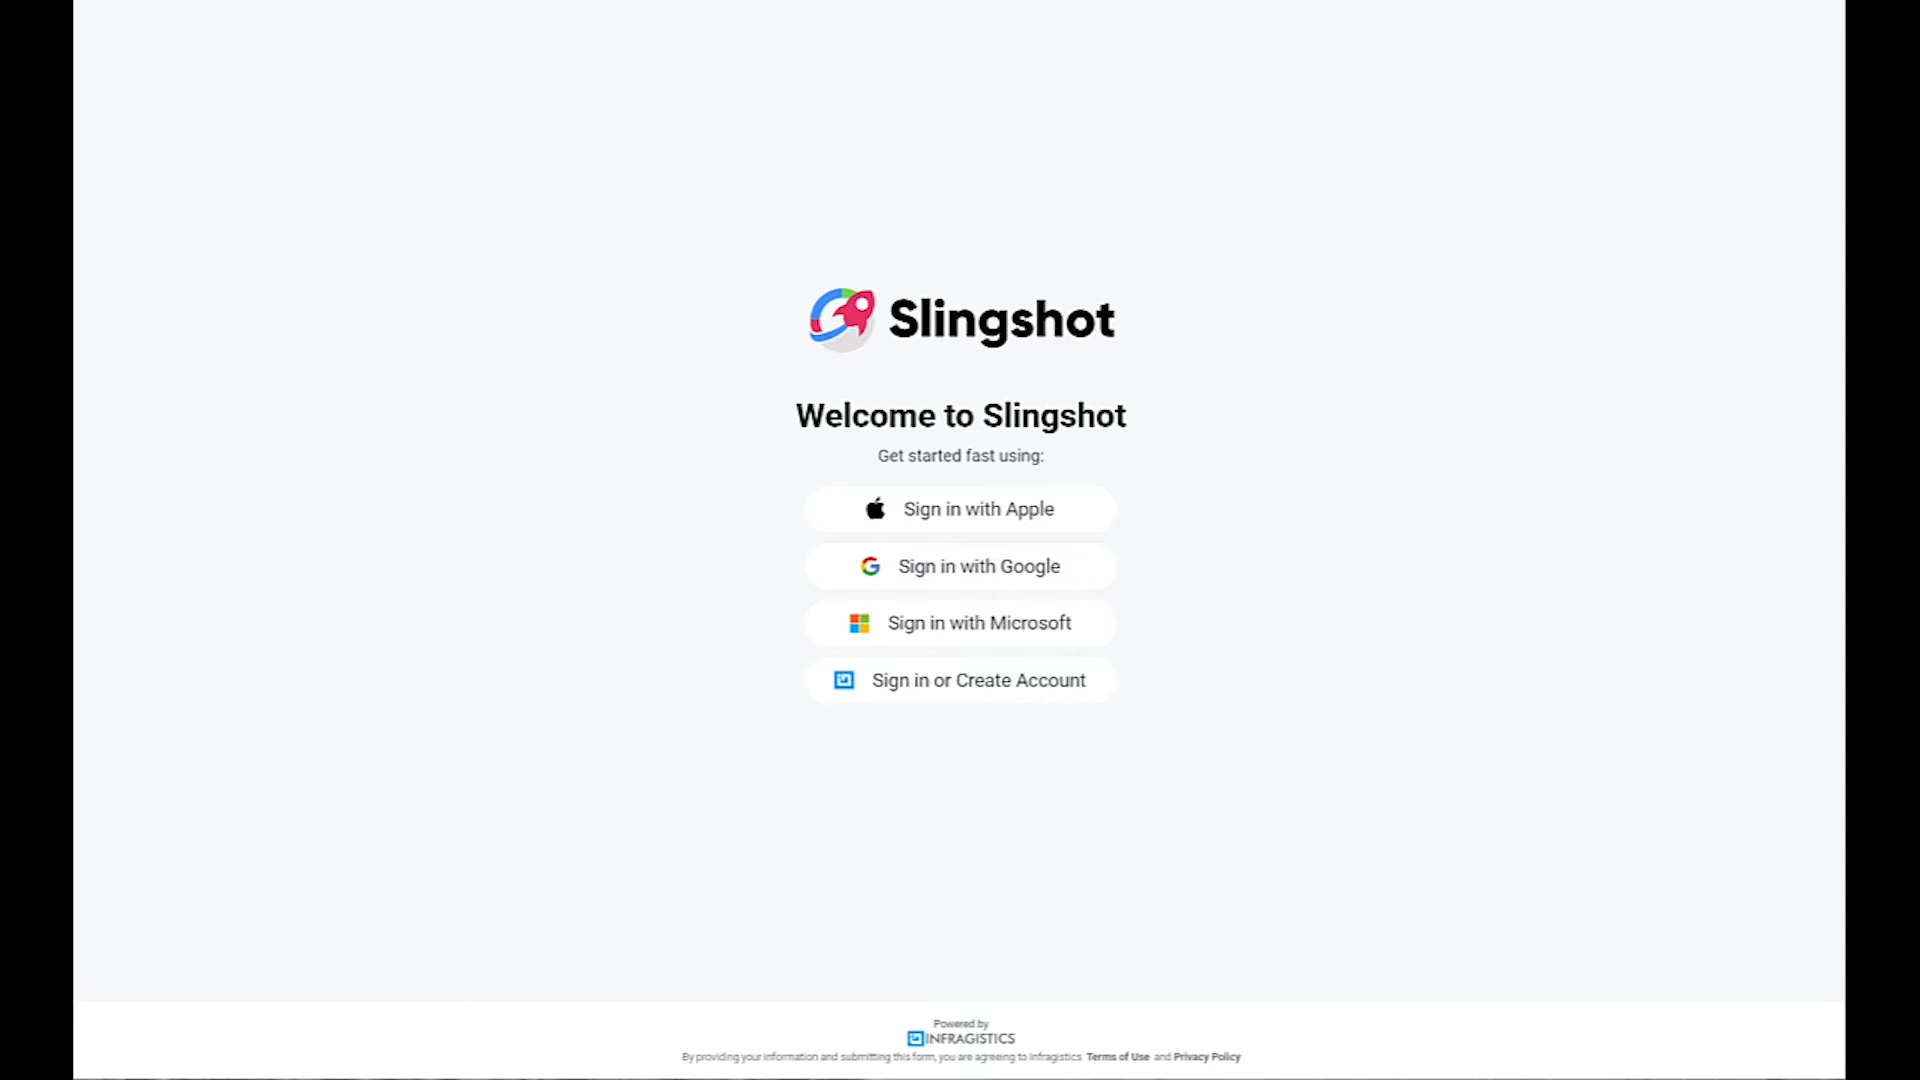 Slingshot
Welcome to Slingshot
Get started fast using:
Sign in with Apple
Sign in with Google
Sign in with Microsoft
Sign in or Create Account
Powered by
INFRAGISTICS
By providing your information and submitting this form, you are agreeing to Infragistics Terms of Use and Privacy Policy